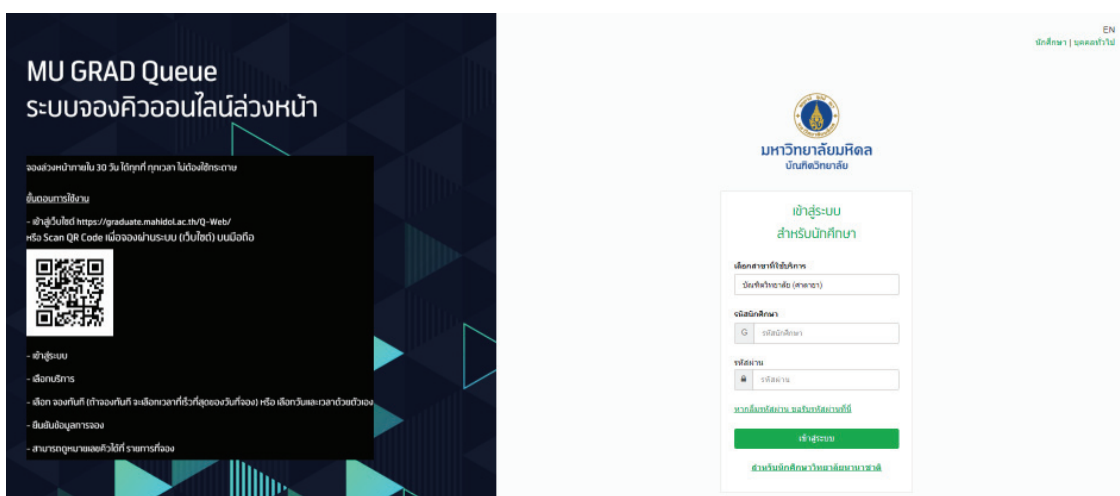 MU GRAD Queue
ระบบจองคิวออนไลน์ล่วงหน้า
จองล่วงหน้าภายใน 30 วัน ได้ทุกที่ ทุกเวลา ไม่ต้องใช้กระดาษ
ขั้นตอนการใช้งาน
- เข้าสู่เว็บไซต์ https://graduate.mahidol.ac.th/Q-Web/
หรือ Scan QR Code เพื่อจองผ่านระบบ (เว็บไซต์) บนมือถือ
- เข้าสู่ระบบ
- เลือกบริการ
- เลือก จองทันที (ถ้าจองทันที จะเลือกเวลาที่เร็วที่สุดของวันที่จอง) หรือ เลือกวันและเวลาด้วยตัวเอง
- ยืนยันข้อมูลการจอง
- สามารถดูหมายเลขคิวได้ที่ รายการที่จอง
EN
นักศึกษา | บุคคลทั่วไป
มหาวิทยาลัยมหิดล
บัณฑิตวิทยาลัย
เข้าสู่ระบบ
สำหรับนักศึกษา
เลือกสาขาที่ใช้บริการ
บัณฑิตวิทยาลัย (ศาลายา)
รหัสนักศึกษา
G รหัสนักศึกษา
รหัสผ่าน
รหัสผ่าน
หากลืมรหัสผ่าน ขอรับรหัสผ่านที่นี่
เข้าสู่ระบบ
สำหรับนักศึกษาวิทยาลัยนานาชาติ